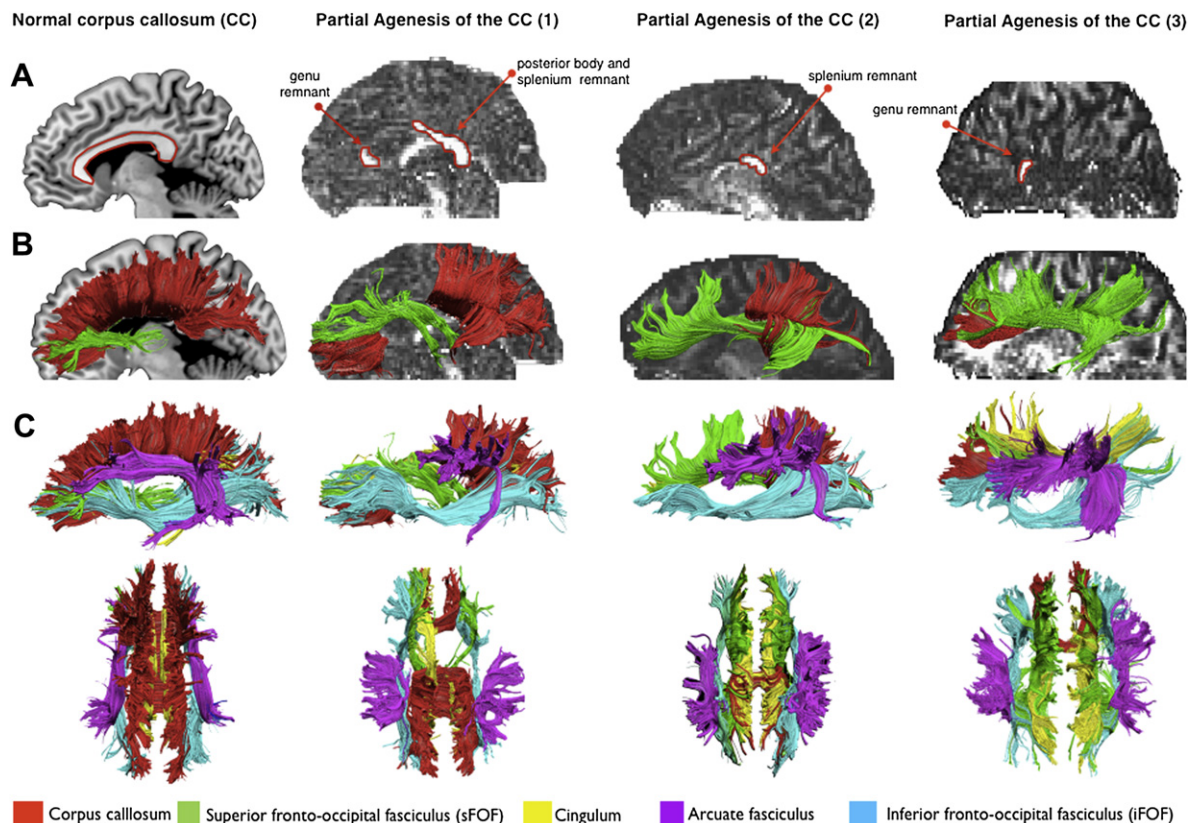 Normal corpus callosum (CC)
Partial Agenesis of the CC (1)
Partial Agenesis of the CC (2)
Partial Agenesis of the CC (3)
A
genu
remnant
posterior body and
splenium remnant
splenium remnant
genu remnant
B
C
Corpus calllosum
Superior fronto-occipital fasciculus (sFOF)
Cingulum
Arcuate fasciculus
Inferior fronto-occipital fasciculus (iFOF)